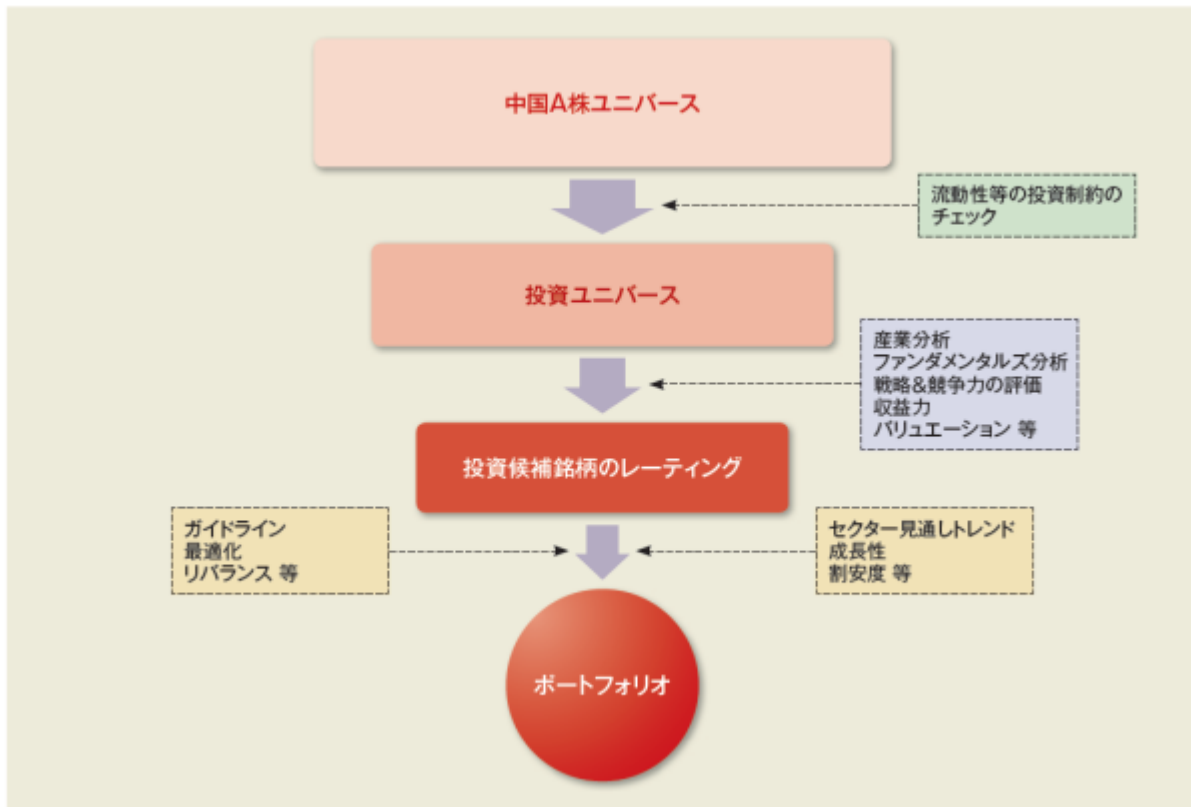 中国A株ユニバース
流動性等の投資制約の
チェック
投資ユニバース
産業分析
ファンダメンタルズ分析
戦略&競争力の評価
収益力
バリュエーション 等
投資候補銘柄のレーティング
ガイドライン
最適化
リバランス 等
セクター見通しトレンド
成長性
割安度 等
ポートフォリオ